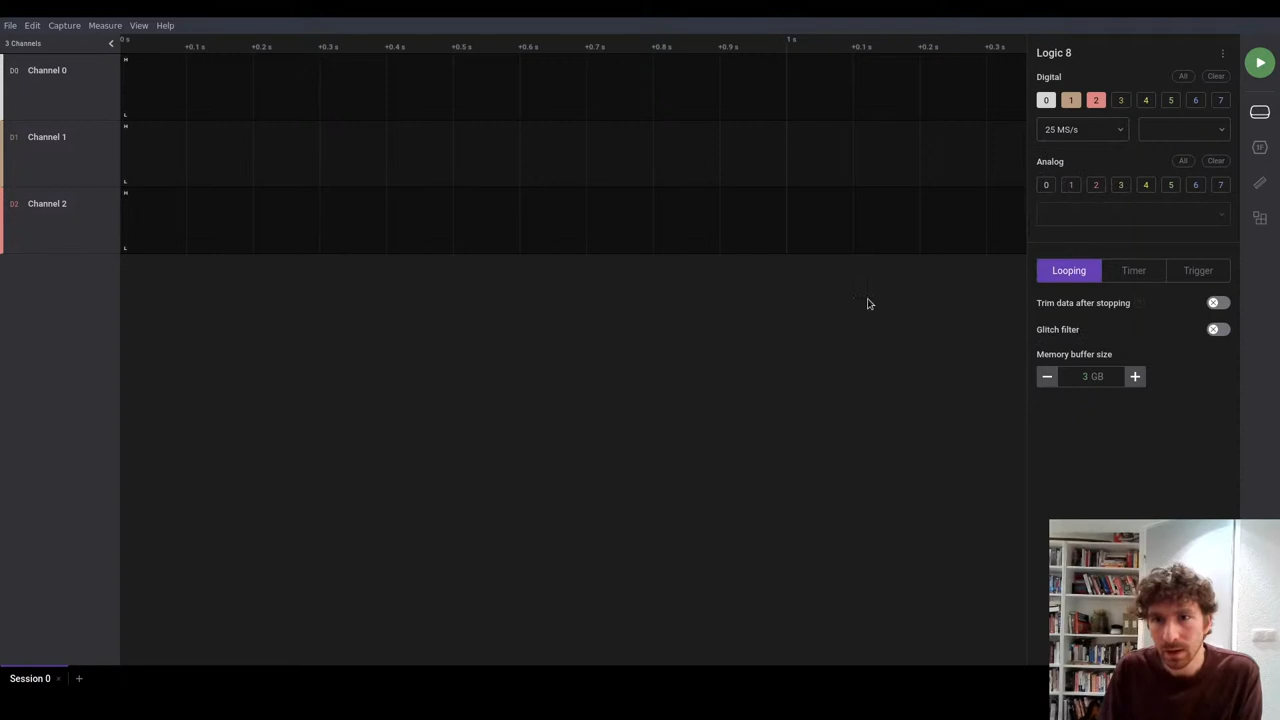 File Edit Capture Measure View Help
3 Channels
0 s +0.1 s +0.2 s +0.3 s +0.4 s +0.5 s +0.6 s +0.7 s +0.8 s +0.9 s 1 s +0.1 s +0.2 s +0.3 s
D0 Channel 0
H
L
D1 Channel 1
H
L
D2 Channel 2
H
L
Logic 8
Digital All Clear
0 1 2 3 4 5 6 7
25 MS/s
Analog All Clear
0 1 2 3 4 5 6 7
Looping Timer Trigger
Trim data after stopping
Glitch filter
Memory buffer size
3 GB
1F
Session 0